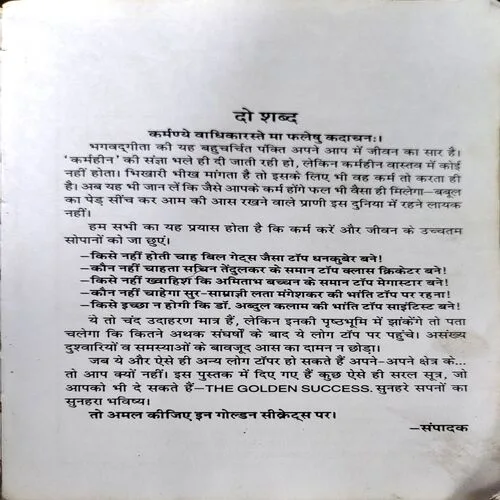 दो शब्द
कर्मण्ये वाधिकारस्ते मा फलेषु कदाचनः।
भगवद्गीता की यह बहुचर्चित पंक्ति अपने आप में जीवन का सार है।
'कर्महीन' की संज्ञा भले ही दी जाती रही हो, लेकिन कर्महीन वास्तव में कोई
नहीं होता। भिखारी भीख मांगता है तो इसके लिए भी वह कर्म तो करता ही
है। अब यह भी जान लें कि जैसे आपके कर्म होंगे फल भी वैसा ही मिलेगा—बबूल
का पेड़ सींच कर आम की आस रखने वाले प्राणी इस दुनिया में रहने लायक
नहीं।
हम सभी का यह प्रयास होता है कि कर्म करें और जीवन के उच्चतम
सोपानों को जा छुएं।
—किसे नहीं होती चाह बिल गेट्स जैसा टॉप धनकुबेर बने!
—कौन नहीं चाहता सचिन तेंदुलकर के समान टॉप क्लास क्रिकेटर बने!
—किसे नहीं ख्वाहिश कि अमिताभ बच्चन के समान टॉप मेगास्टार बने!
—कौन नहीं चाहेगा सुर-साम्राज्ञी लता मंगेशकर की भांति टॉप पर रहना!
—किसे इच्छा न होगी कि डॉ. अब्दुल कलाम की भांति टॉप साइंटिस्ट बने!
ये तो चंद उदाहरण मात्र हैं, लेकिन इनकी पृष्ठभूमि में झांकेंगे तो पता
चलेगा कि कितने अथक संघर्षों के बाद ये लोग टॉप पर पहुंचे। असंख्य
दुश्वारियों व समस्याओं के बावजूद आस का दामन न छोड़ा।
जब ये और ऐसे ही अन्य लोग टॉपर हो सकते हैं अपने-अपने क्षेत्र के...
तो आप क्यों नहीं। इस पुस्तक में दिए गए हैं कुछ ऐसे ही सरल सूत्र, जो
आपको भी दे सकते हैं—THE GOLDEN SUCCESS. सुनहरे सपनों का
सुनहरा भविष्य।
तो अमल कीजिए इन गोल्डन सीक्रेट्स पर।
—संपादक